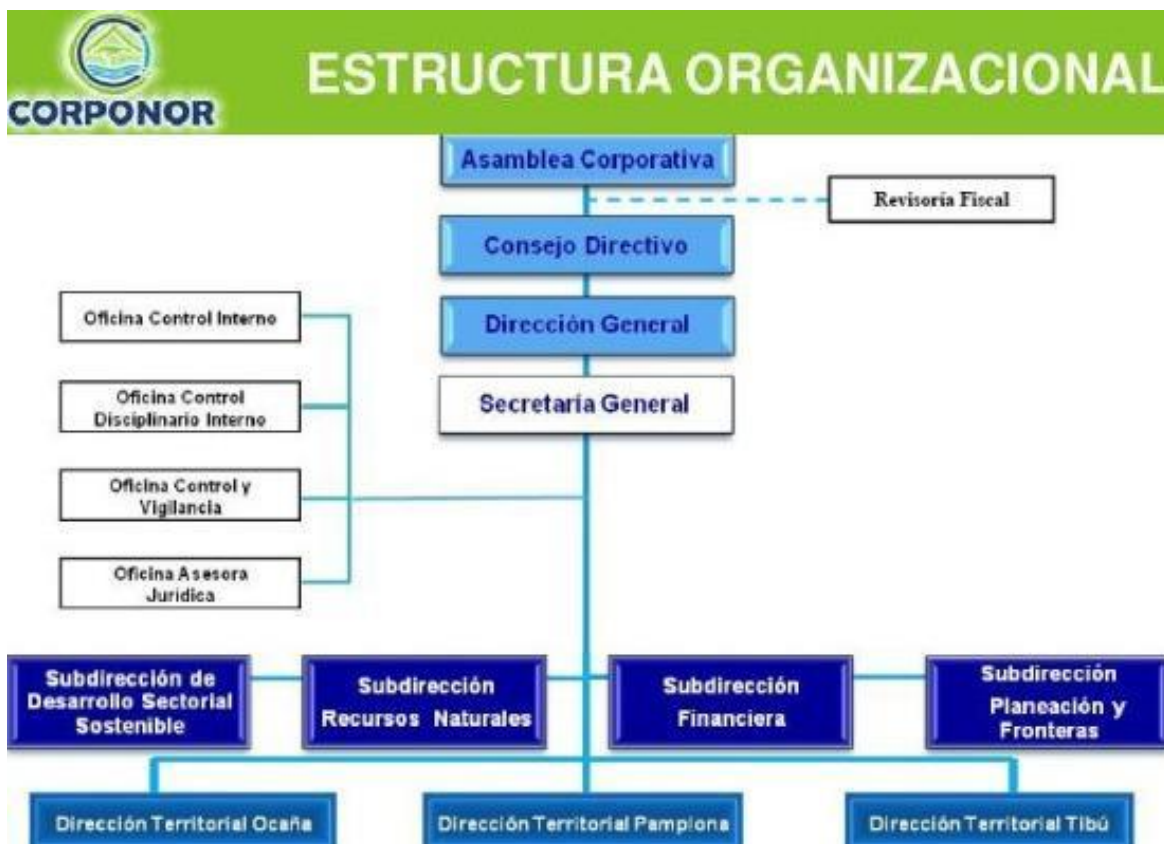 CORPONOR
ESTRUCTURA ORGANIZACIONAL
Asamblea Corporativa
Revisoría Fiscal
Consejo Directivo
Dirección General
Secretaría General
Oficina Control Interno
Oficina Control
Disciplinario Interno
Oficina Control y
Vigilancia
Oficina Asesora
Jurídica
Subdirección de
Desarrollo Sectorial
Sostenible
Subdirección
Recursos Naturales
Subdirección
Financiera
Subdirección
Planeación y
Fronteras
Dirección Territorial Ocaña
Dirección Territorial Pamplona
Dirección Territorial Tibú